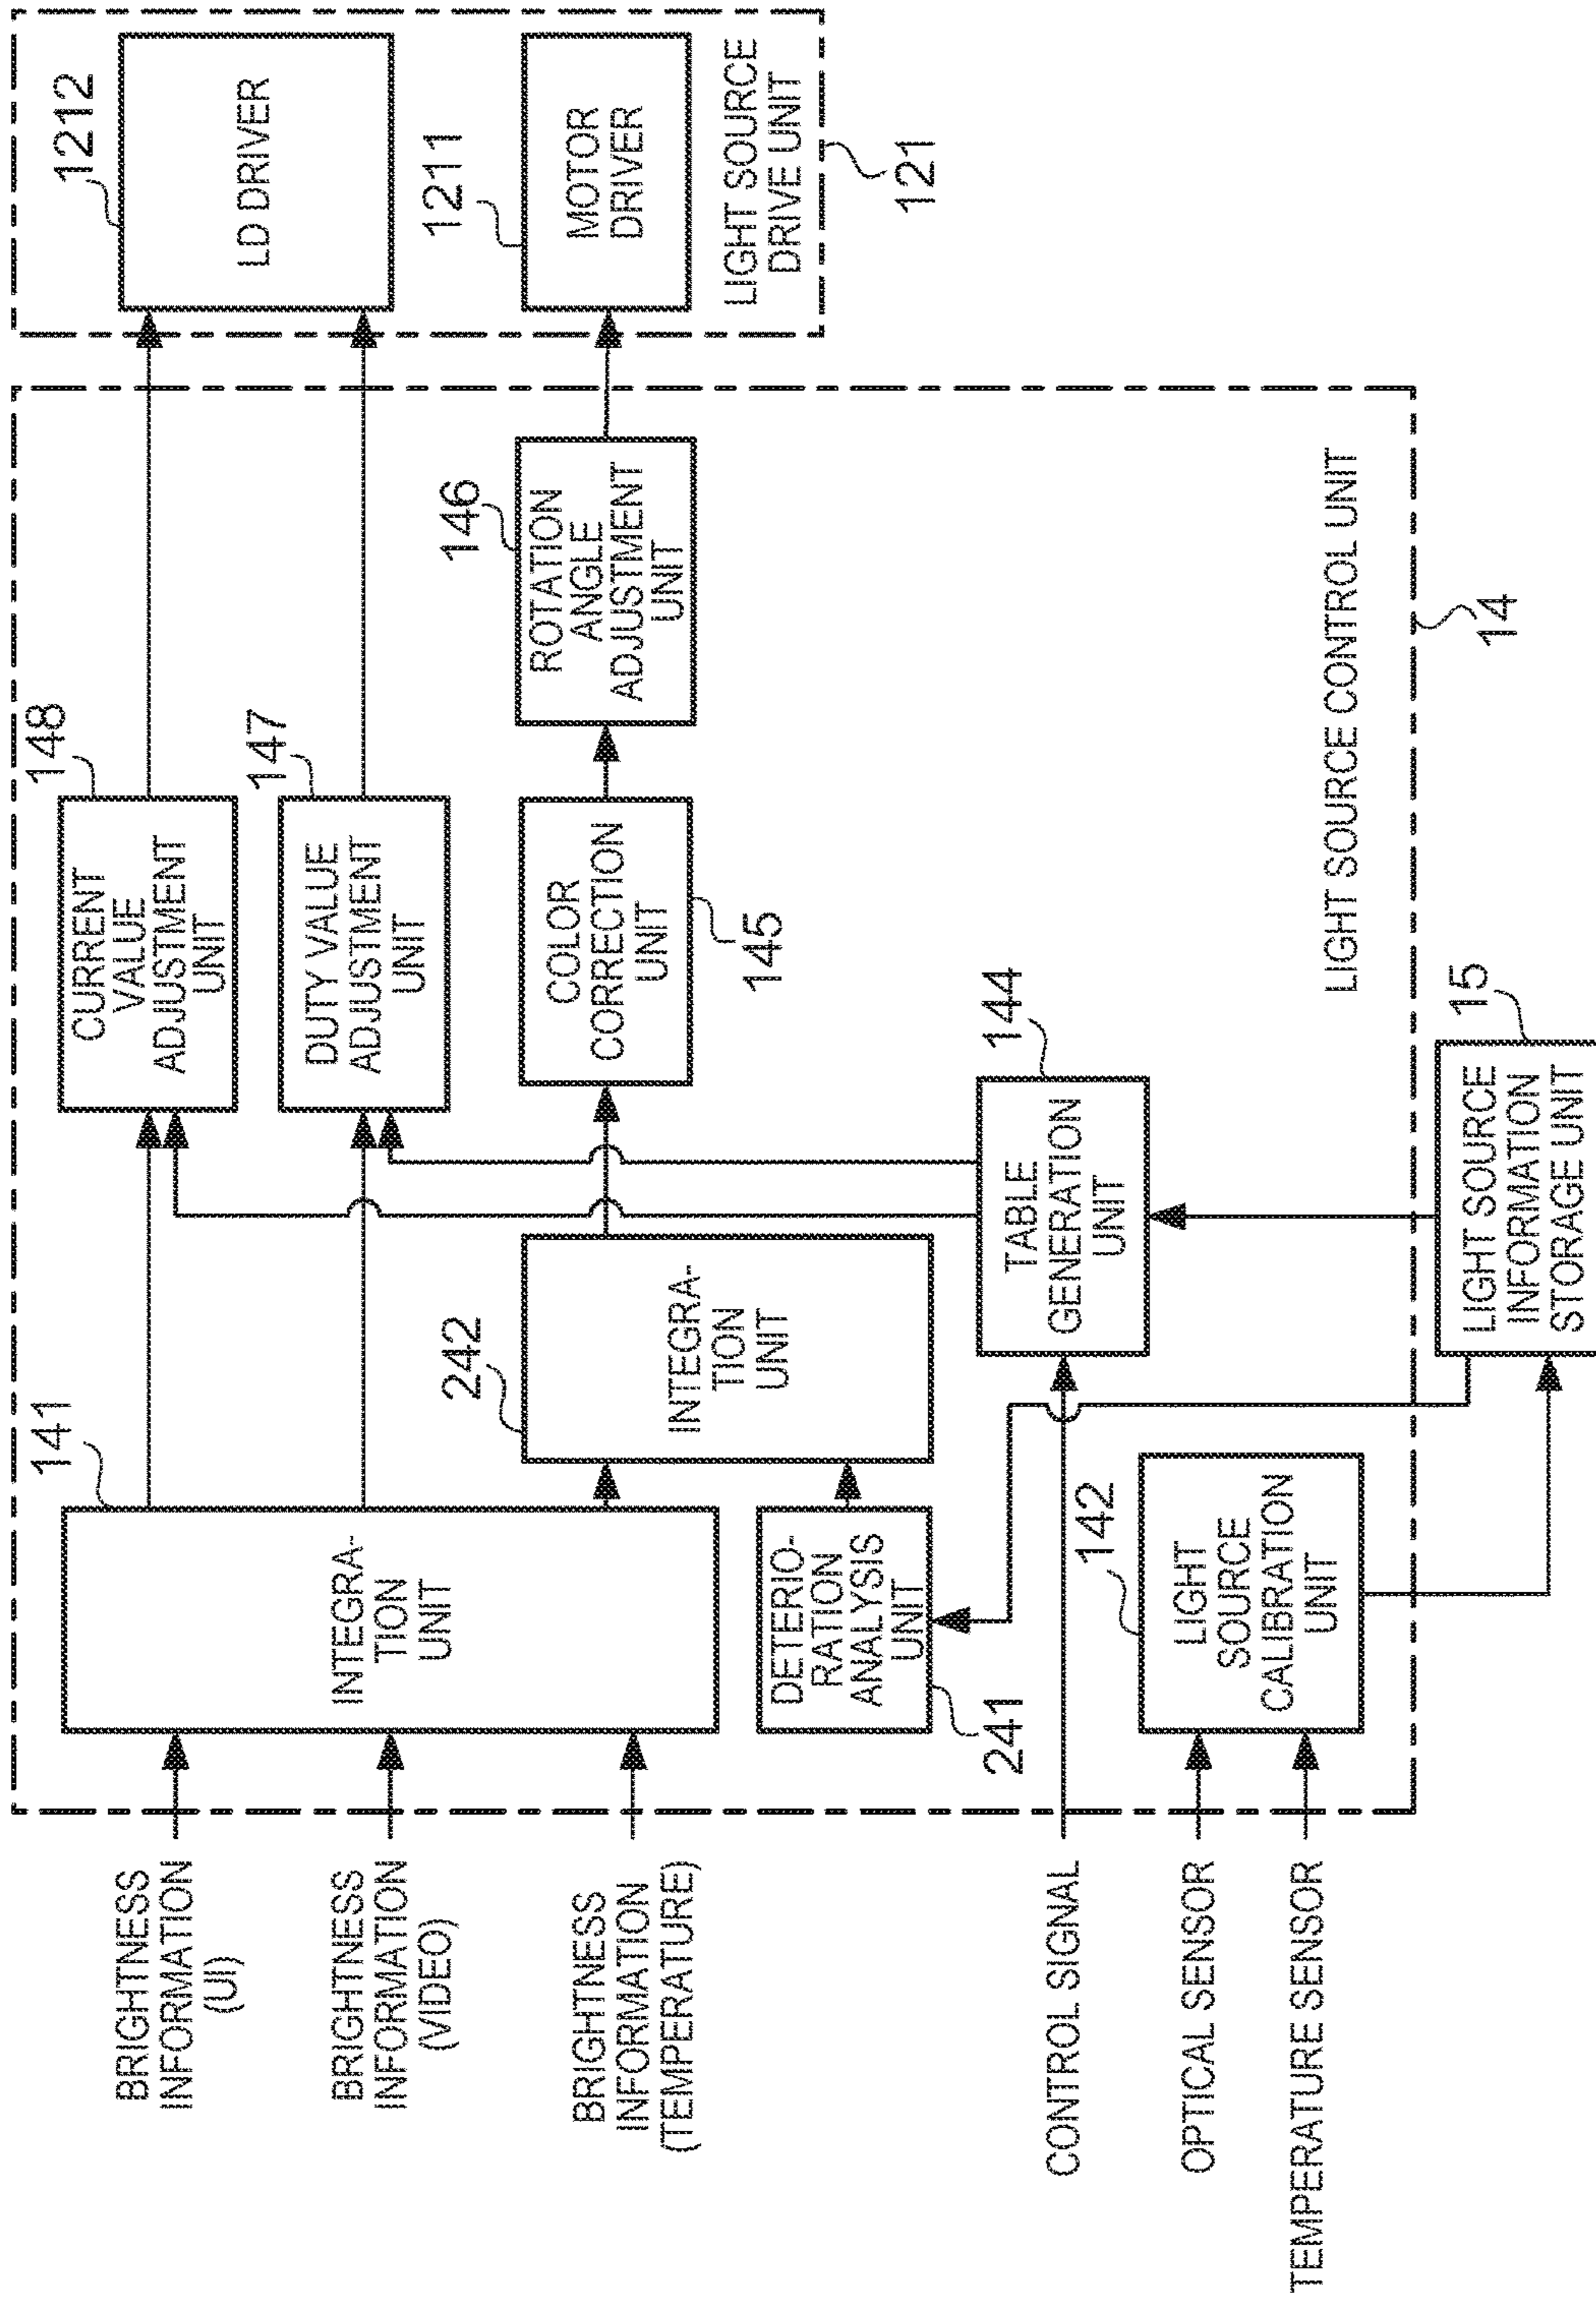 BRIGHTNESS
INFORMATION
(UI)
BRIGHTNESS
INFORMATION
(VIDEO)
BRIGHTNESS
INFORMATION
(TEMPERATURE)
CONTROL SIGNAL
OPTICAL SENSOR
TEMPERATURE SENSOR
141
INTEGRA-
TION
UNIT
DETERIO-
RATION
ANALYSIS
UNIT
241
142
LIGHT
SOURCE
CALIBRATION
UNIT
242
INTEGRA-
TION
UNIT
144
TABLE
GENERATION
UNIT
15
LIGHT SOURCE
INFORMATION
STORAGE UNIT
148
CURRENT
VALUE
ADJUSTMENT
UNIT
147
DUTY VALUE
ADJUSTMENT
UNIT
COLOR
CORRECTION
UNIT
145
146
ROTATION
ANGLE
ADJUSTMENT
UNIT
LIGHT SOURCE CONTROL UNIT
14
1212
LD DRIVER
1211
MOTOR
DRIVER
LIGHT SOURCE
DRIVE UNIT
121